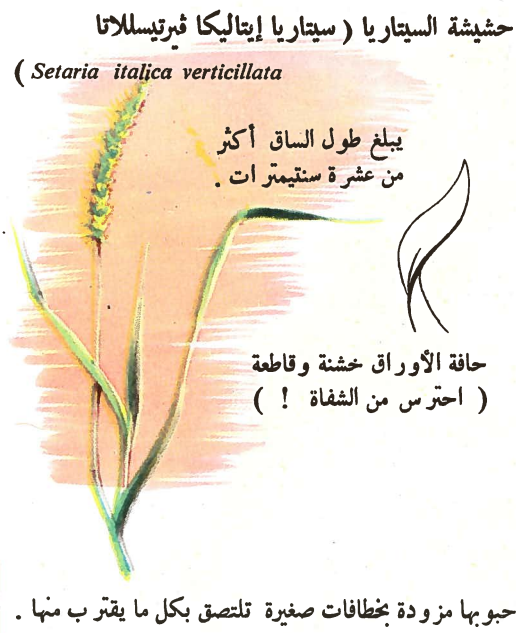 حشيشة السيتاريا ( سيتاريا إيتاليكا ڤيرتيسللاتا
Setaria italica verticillata )
يبلغ طول الساق أكثر
من عشرة سنتيمترات .
حافة الأوراق خشنة وقاطعة
( احترس من الشفاة ! )
حبوبها مزودة بخطافات صغيرة تلتصق بكل ما يقترب منها .